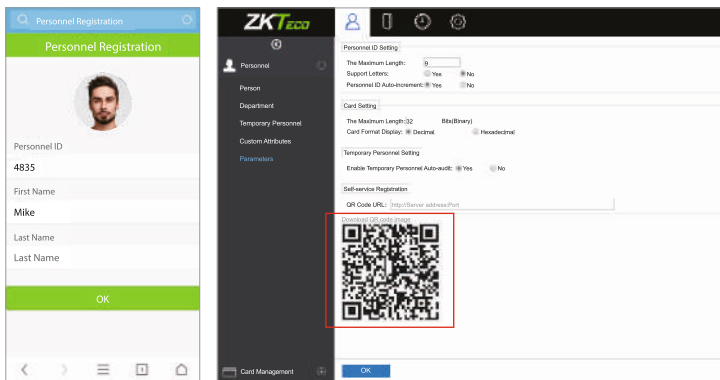 Personnel Registration
Personnel Registration
Personnel ID
4835
First Name
Mike
Last Name
Last Name
OK
1
ZKTeco
Personnel
Person
Department
Temporary Personnel
Custom Attributes
Parameters
Card Management
Personnel ID Setting
The Maximum Length: 9
Support Letters: Yes No
Personnel ID Auto-increment: Yes No
Card Setting
The Maximum Length:32 Bits(Binary)
Card Format Display: Decimal Hexadecimal
Temporary Personnel Setting
Enable Temporary Personnel Auto-audit: Yes No
Self-service Registration
QR Code URL: http://Server address:Port
Download QR code image
OK